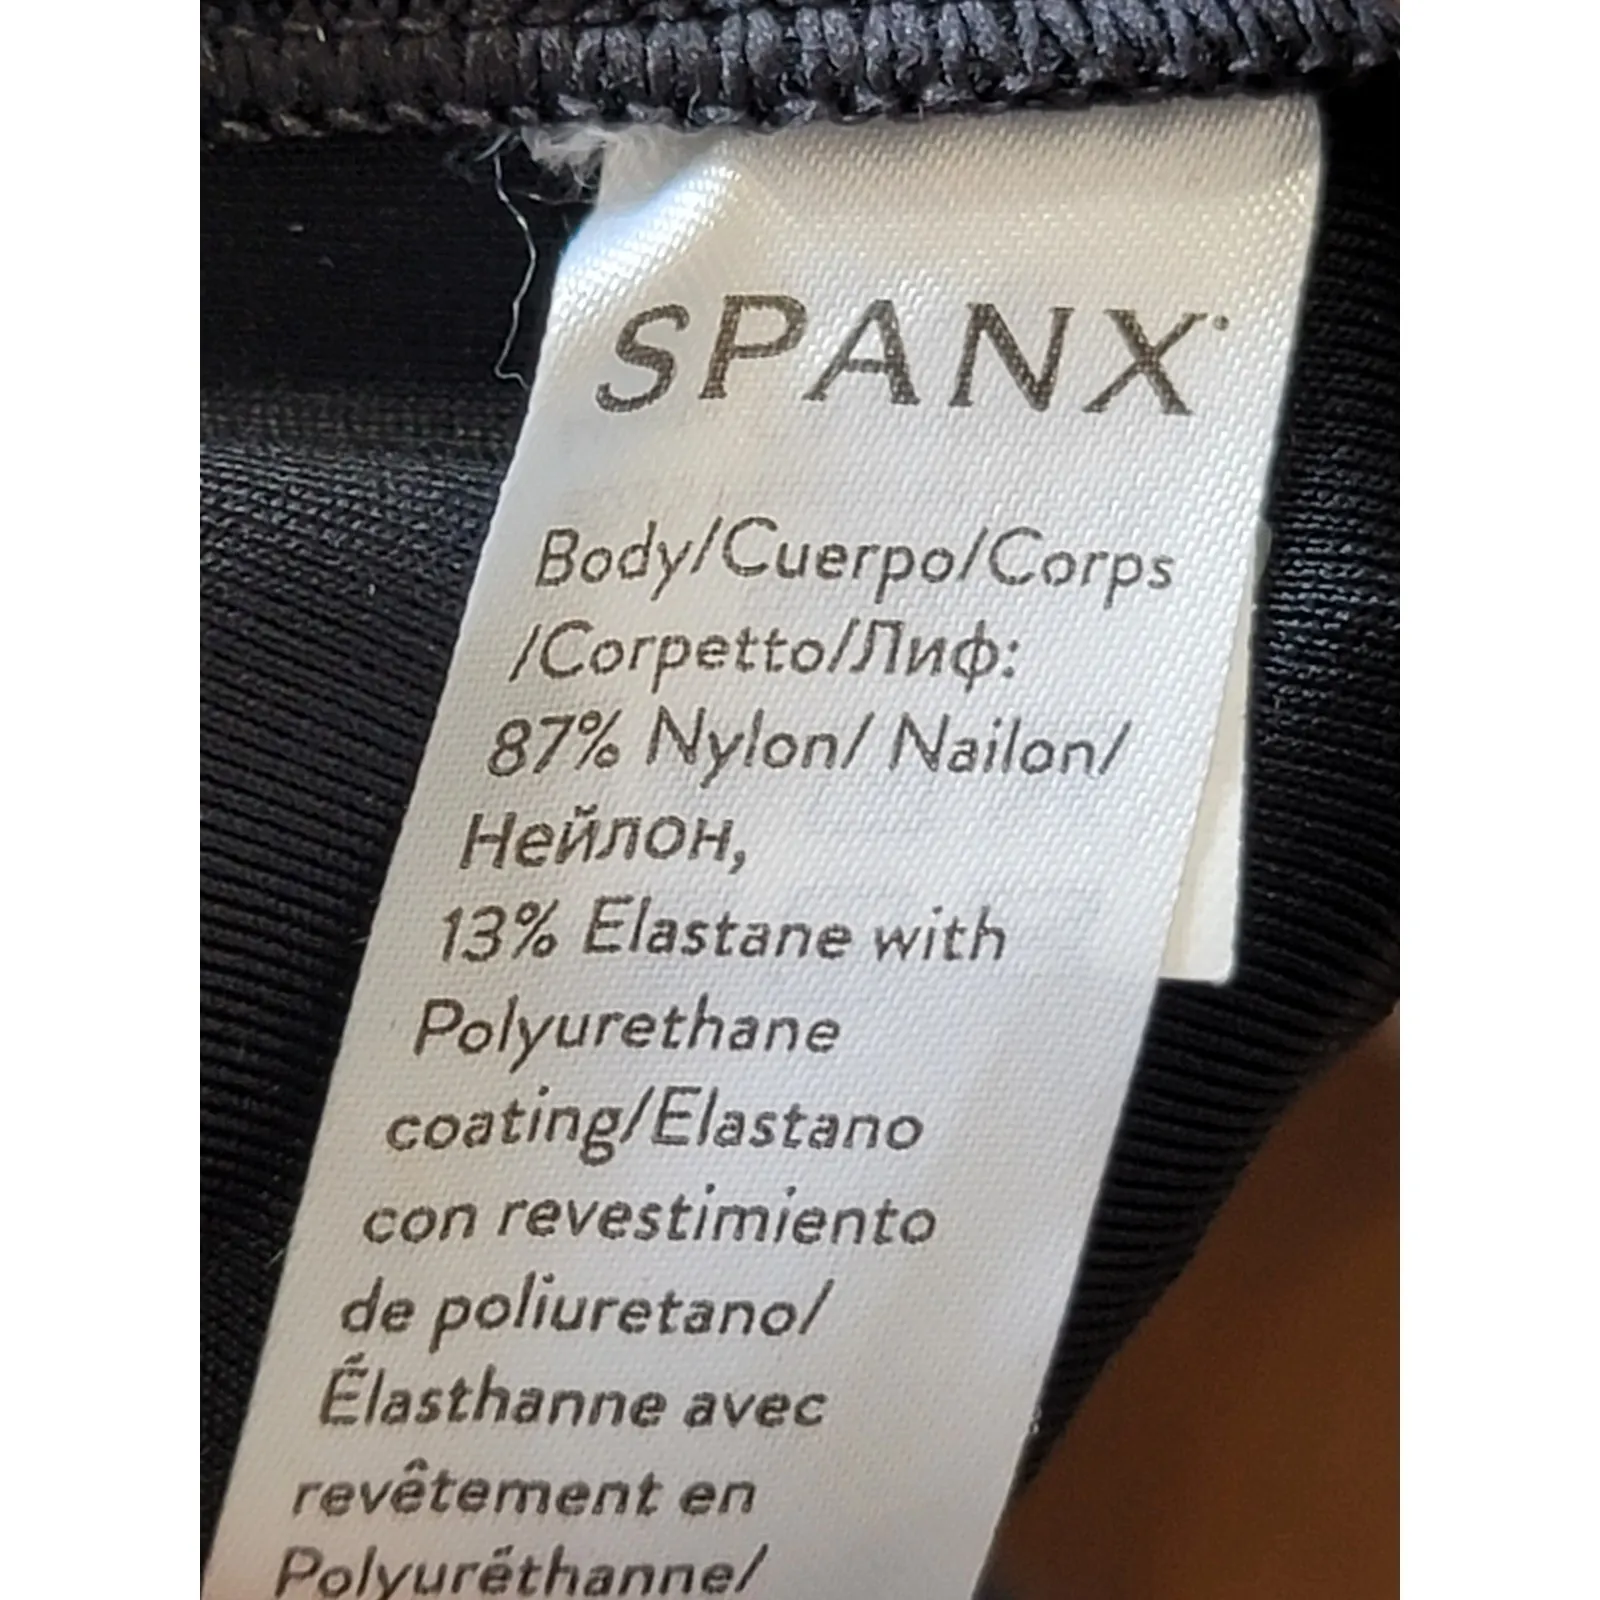 SPANX
Body/Cuerpo/Corps
/Corpetto/Лиф:
87% Nylon/ Nailon/
Нейлон,
13% Elastane with
Polyurethane
coating/Elastano
con revestimiento
de poliuretano/
Élasthanne avec
revêtement en
Polyuréthanne/